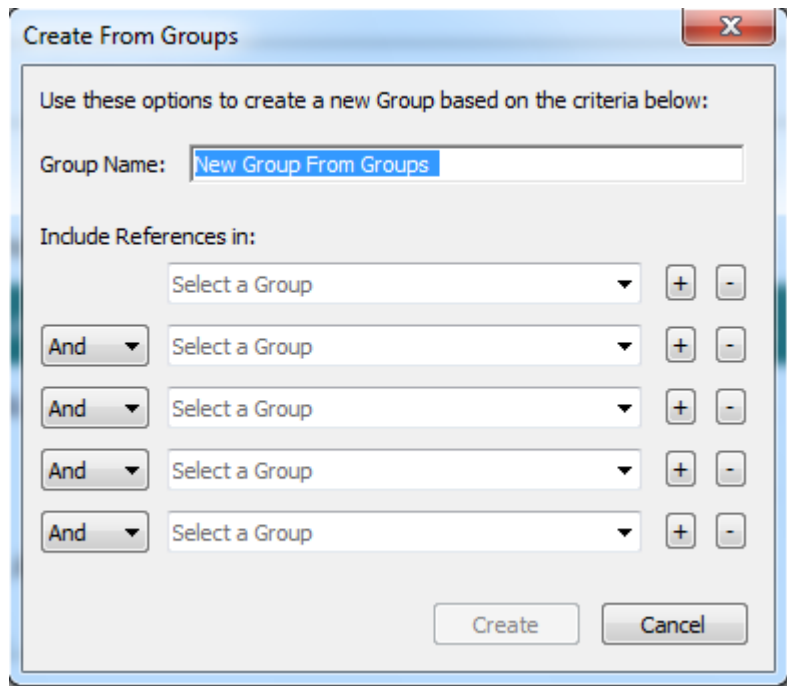 Create From Groups
Use these options to create a new Group based on the criteria below:
Group Name: New Group From Groups
Include References in:
Select a Group + -
And Select a Group + -
And Select a Group + -
And Select a Group + -
And Select a Group + -
Create Cancel